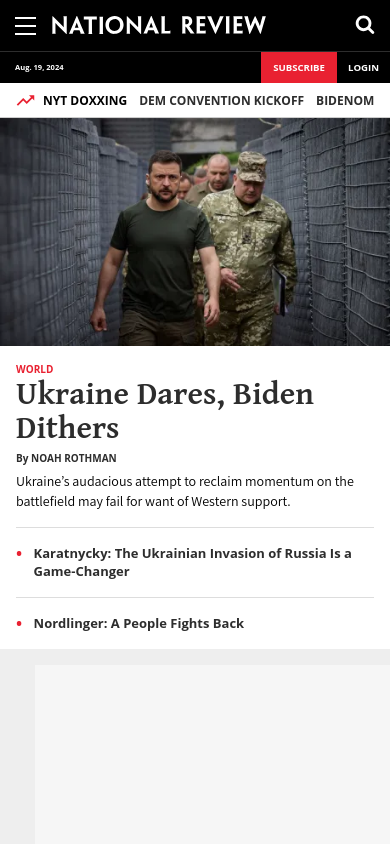 NATIONAL REVIEW
Aug. 19, 2024
SUBSCRIBE
LOGIN
NYT DOXXING DEM CONVENTION KICKOFF BIDENOM
WORLD
Ukraine Dares, Biden
Dithers
By NOAH ROTHMAN
Ukraine’s audacious attempt to reclaim momentum on the
battlefield may fail for want of Western support.
Karatnycky: The Ukrainian Invasion of Russia Is a
Game-Changer
Nordlinger: A People Fights Back